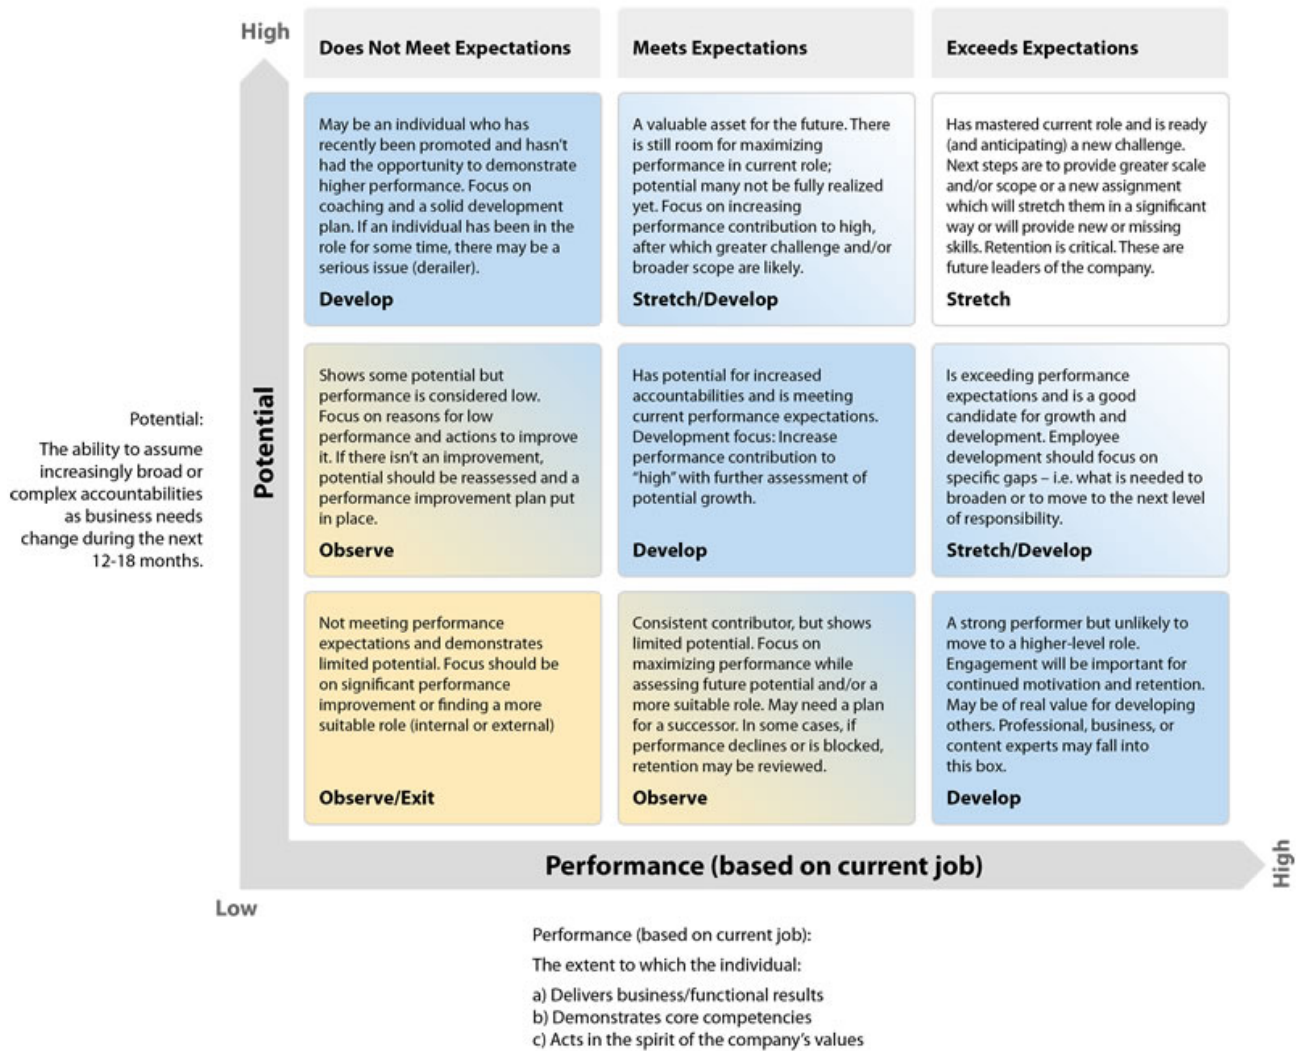 High
Does Not Meet Expectations
Meets Expectations
Exceeds Expectations
May be an individual who has
recently been promoted and hasn't
had the opportunity to demonstrate
higher performance. Focus on
coaching and a solid development
plan. If an individual has been in the
role for some time, there may be a
serious issue (derailer).
Develop
A valuable asset for the future. There
is still room for maximizing
performance in current role;
potential many not be fully realized
yet. Focus on increasing
performance contribution to high,
after which greater challenge and/or
broader scope are likely.
Stretch/Develop
Has mastered current role and is ready
(and anticipating) a new challenge.
Next steps are to provide greater scale
and/or scope or a new assignment
which will stretch them in a significant
way or will provide new or missing
skills. Retention is critical. These are
future leaders of the company.
Stretch
Potential:
The ability to assume
increasingly broad or
complex accountabilities
as business needs
change during the next
12-18 months.
Potential
Shows some potential but
performance is considered low.
Focus on reasons for low
performance and actions to improve
it. If there isn't an improvement,
potential should be reassessed and a
performance improvement plan put
in place.
Observe
Has potential for increased
accountabilities and is meeting
current performance expectations.
Development focus: Increase
performance contribution to
"high" with further assessment of
potential growth.
Develop
Is exceeding performance
expectations and is a good
candidate for growth and
development. Employee
development should focus on
specific gaps – i.e. what is needed to
broaden or to move to the next level
of responsibility.
Stretch/Develop
Not meeting performance
expectations and demonstrates
limited potential. Focus should be
on significant performance
improvement or finding a more
suitable role (internal or external)
Observe/Exit
Consistent contributor, but shows
limited potential. Focus on
maximizing performance while
assessing future potential and/or a
more suitable role. May need a plan
for a successor. In some cases, if
performance declines or is blocked,
retention may be reviewed.
Observe
A strong performer but unlikely to
move to a higher-level role.
Engagement will be important for
continued motivation and retention.
May be of real value for developing
others. Professional, business, or
content experts may fall into
this box.
Develop
Performance (based on current job)
High
Low
Performance (based on current job):
The extent to which the individual:
a) Delivers business/functional results
b) Demonstrates core competencies
c) Acts in the spirit of the company's values